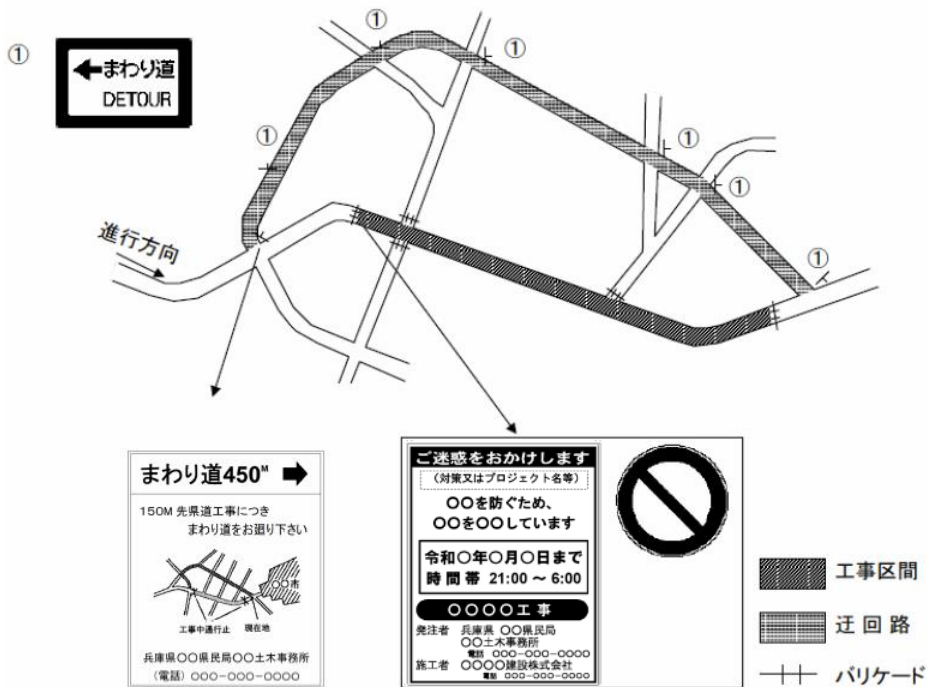 ①
←まわり道
DETOUR
①
①
①
①
①
①
進行方向
まわり道450M ➡
150M 先県道工事につき
まわり道をお廻り下さい
○○市
工事中通行止
現在地
兵庫県○○県民局○○土木事務所
(電話) ○○○-○○○-○○○○
ご迷惑をおかけします
(対策又はプロジェクト名等)
○○を防ぐため、
○○を○○しています
令和○年○月○日まで
時間帯 21:00 ～ 6:00
○○○○工事
発注者 兵庫県 ○○県民局
○○土木事務所
電話 ○○○-○○○-○○○○
施工者 ○○○○建設株式会社
電話 ○○○-○○○-○○○○
工事区間
迂回路
バリケード